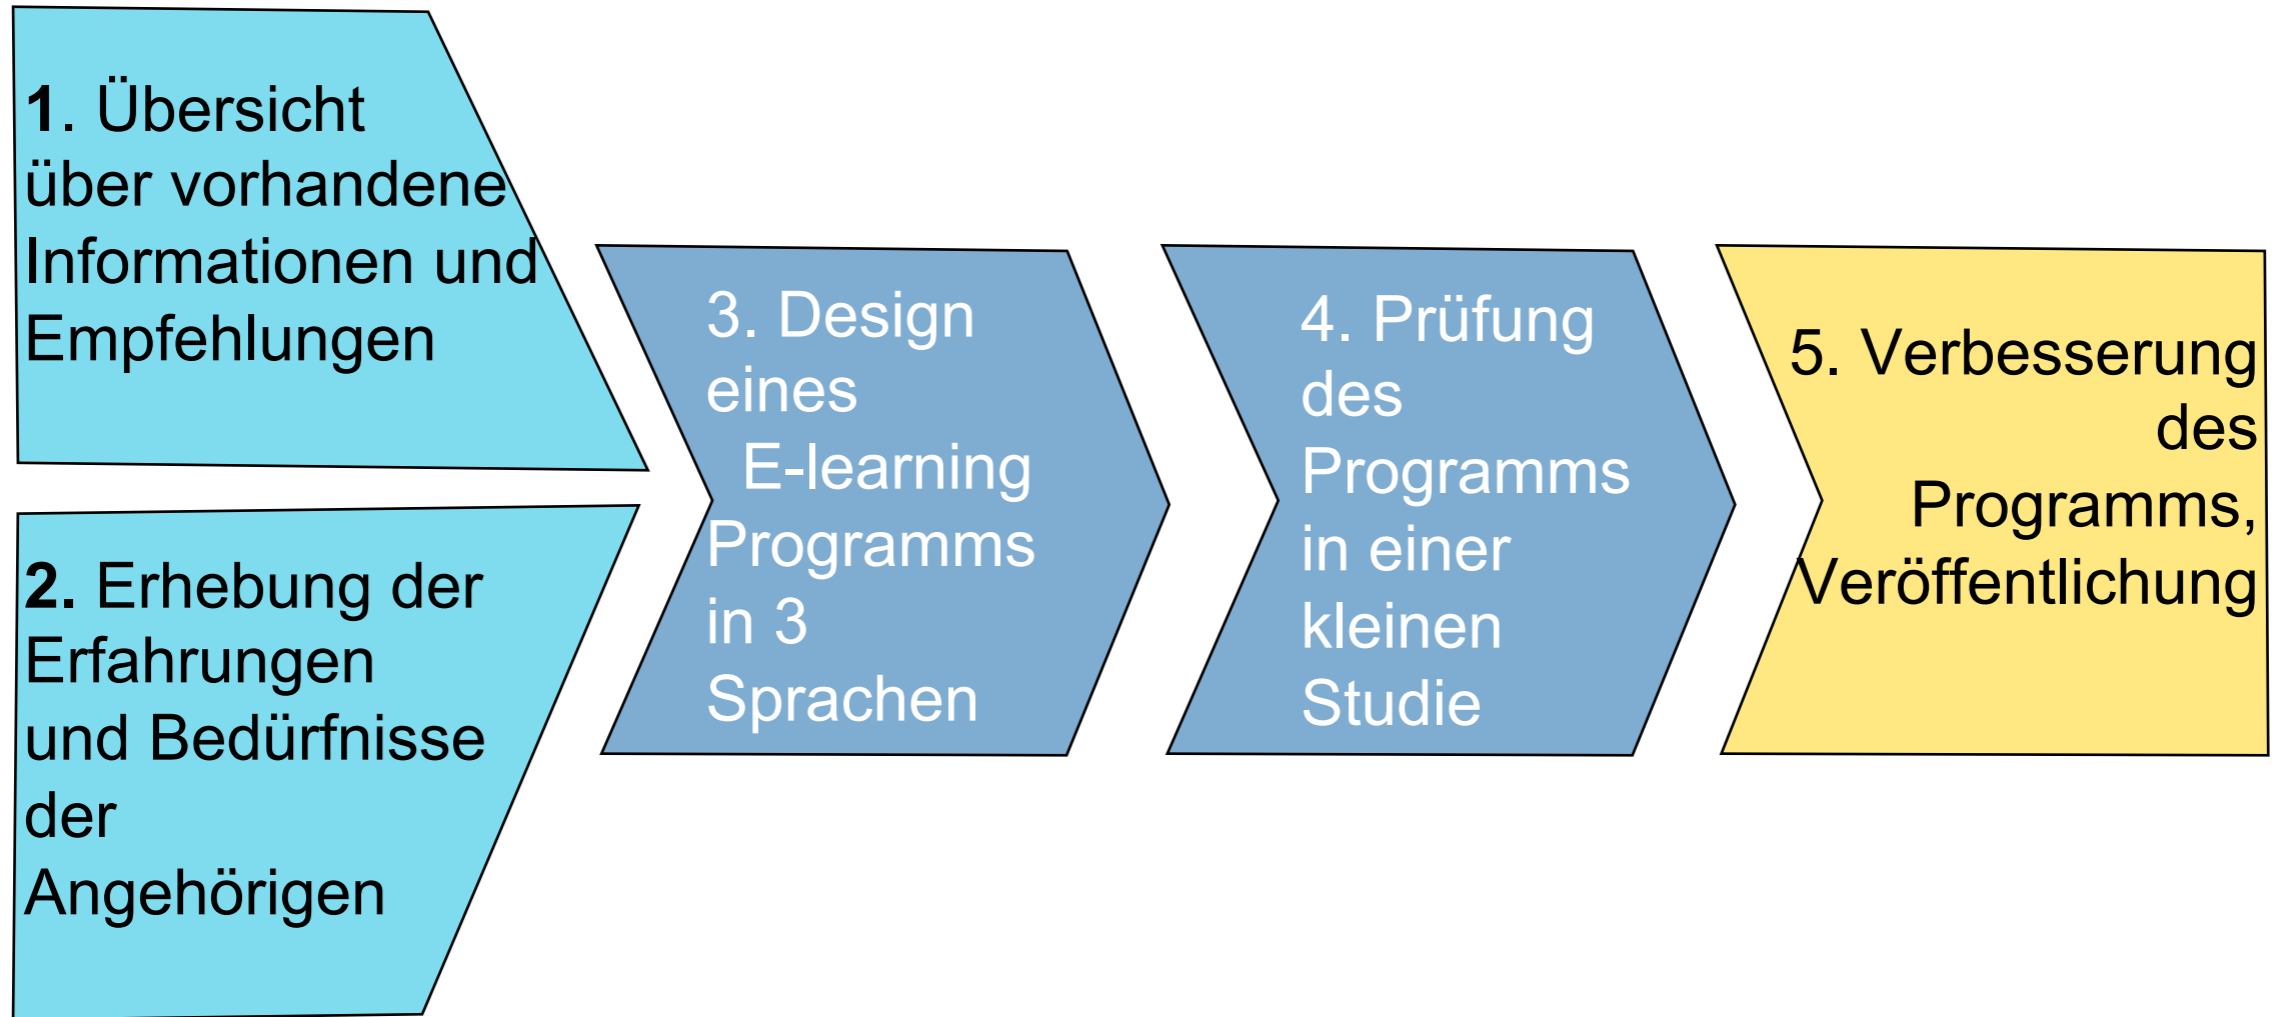 1. Übersicht
über vorhandene
Informationen und
Empfehlungen
2. Erhebung der
Erfahrungen
und Bedürfnisse
der
Angehörigen
3. Design
eines
E-learning
Programms
in 3
Sprachen
4. Prüfung
des
Programms
in einer
kleinen
Studie
5. Verbesserung
des
Programms,
Veröffentlichung